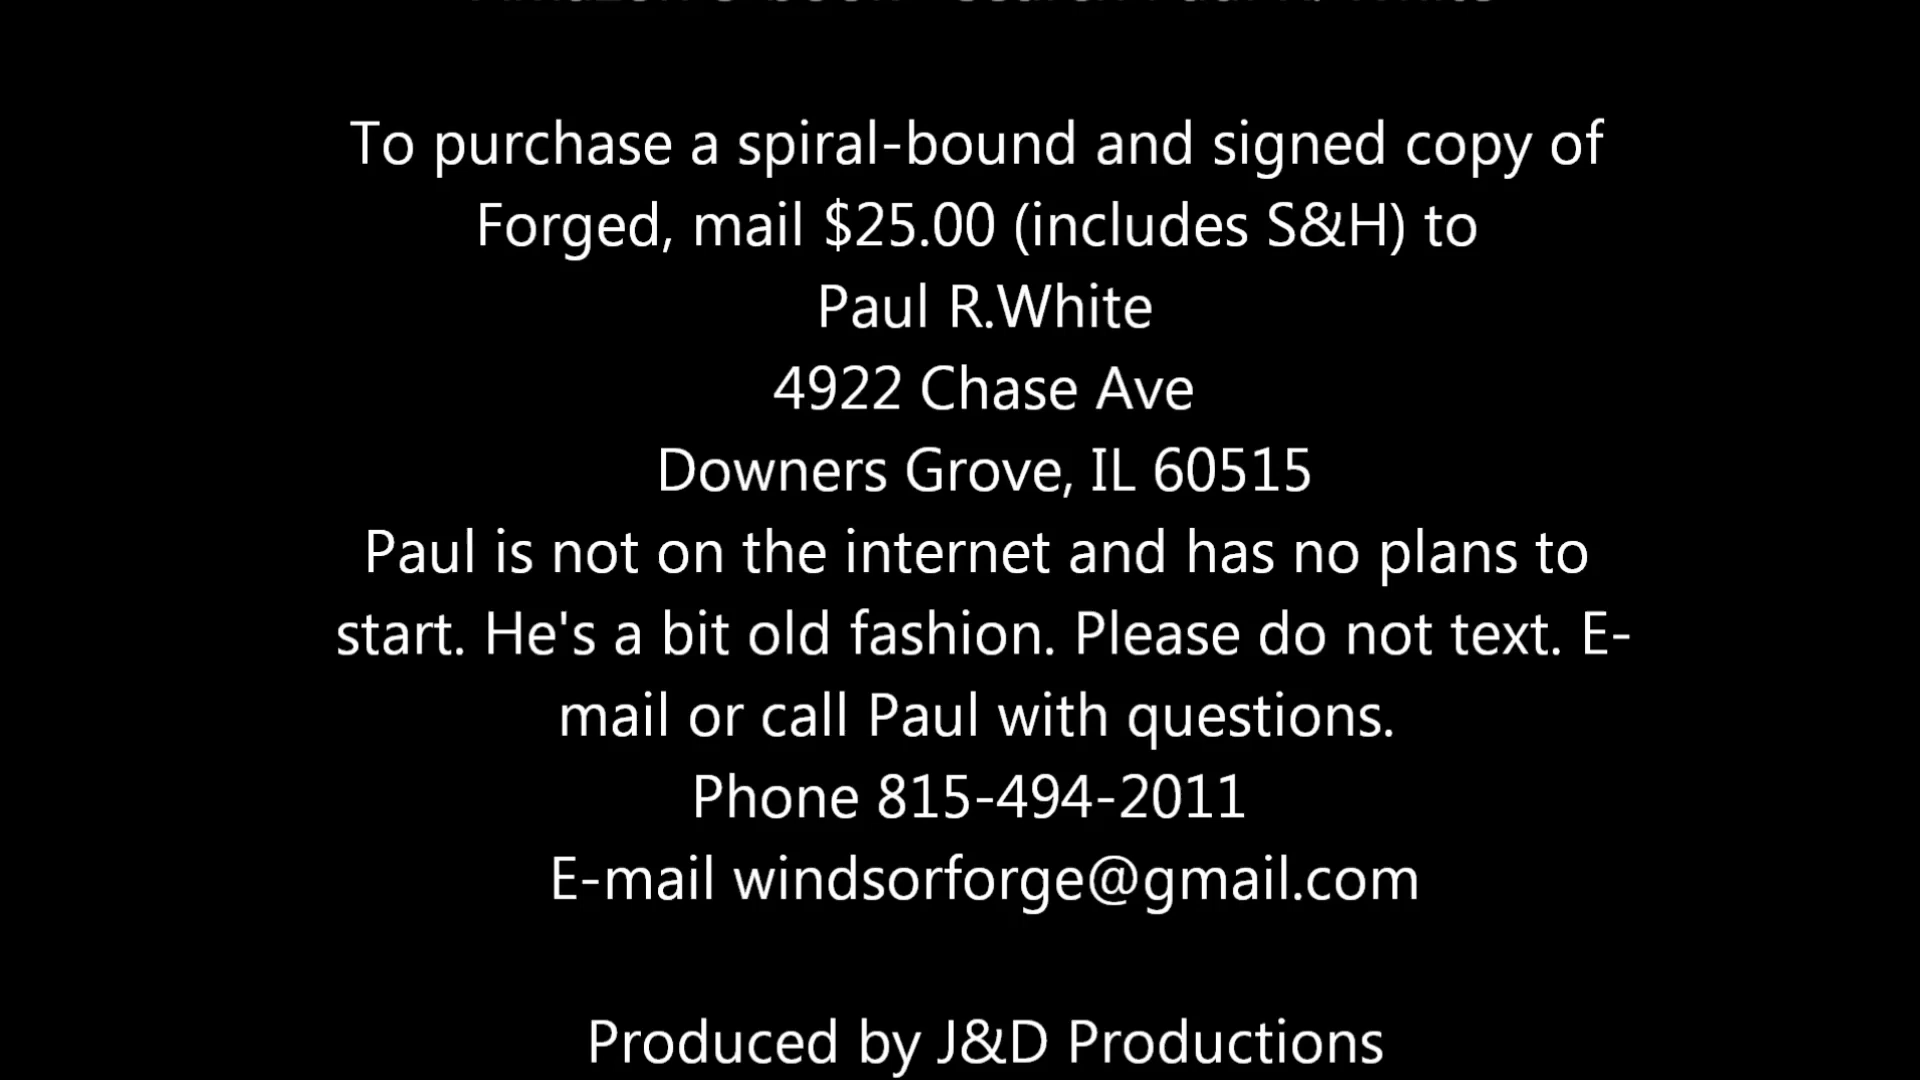 To purchase a spiral-bound and signed copy of
Forged, mail $25.00 (includes S&H) to
Paul R.White
4922 Chase Ave
Downers Grove, IL 60515
Paul is not on the internet and has no plans to
start. He's a bit old fashion. Please do not text. E-
mail or call Paul with questions.
Phone 815-494-2011
E-mail windsorforge@gmail.com
Produced by J&D Productions